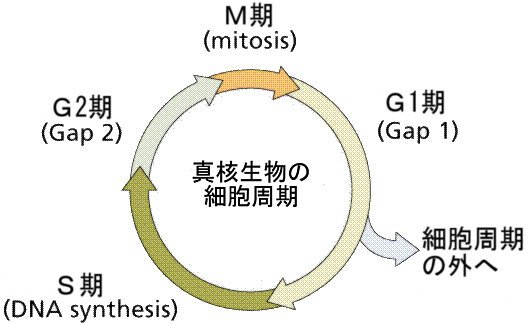 M期
(mitosis)
G2期
(Gap 2)
G1期
(Gap 1)
真核生物の
細胞周期
細胞周期
の外へ
S期
(DNA synthesis)